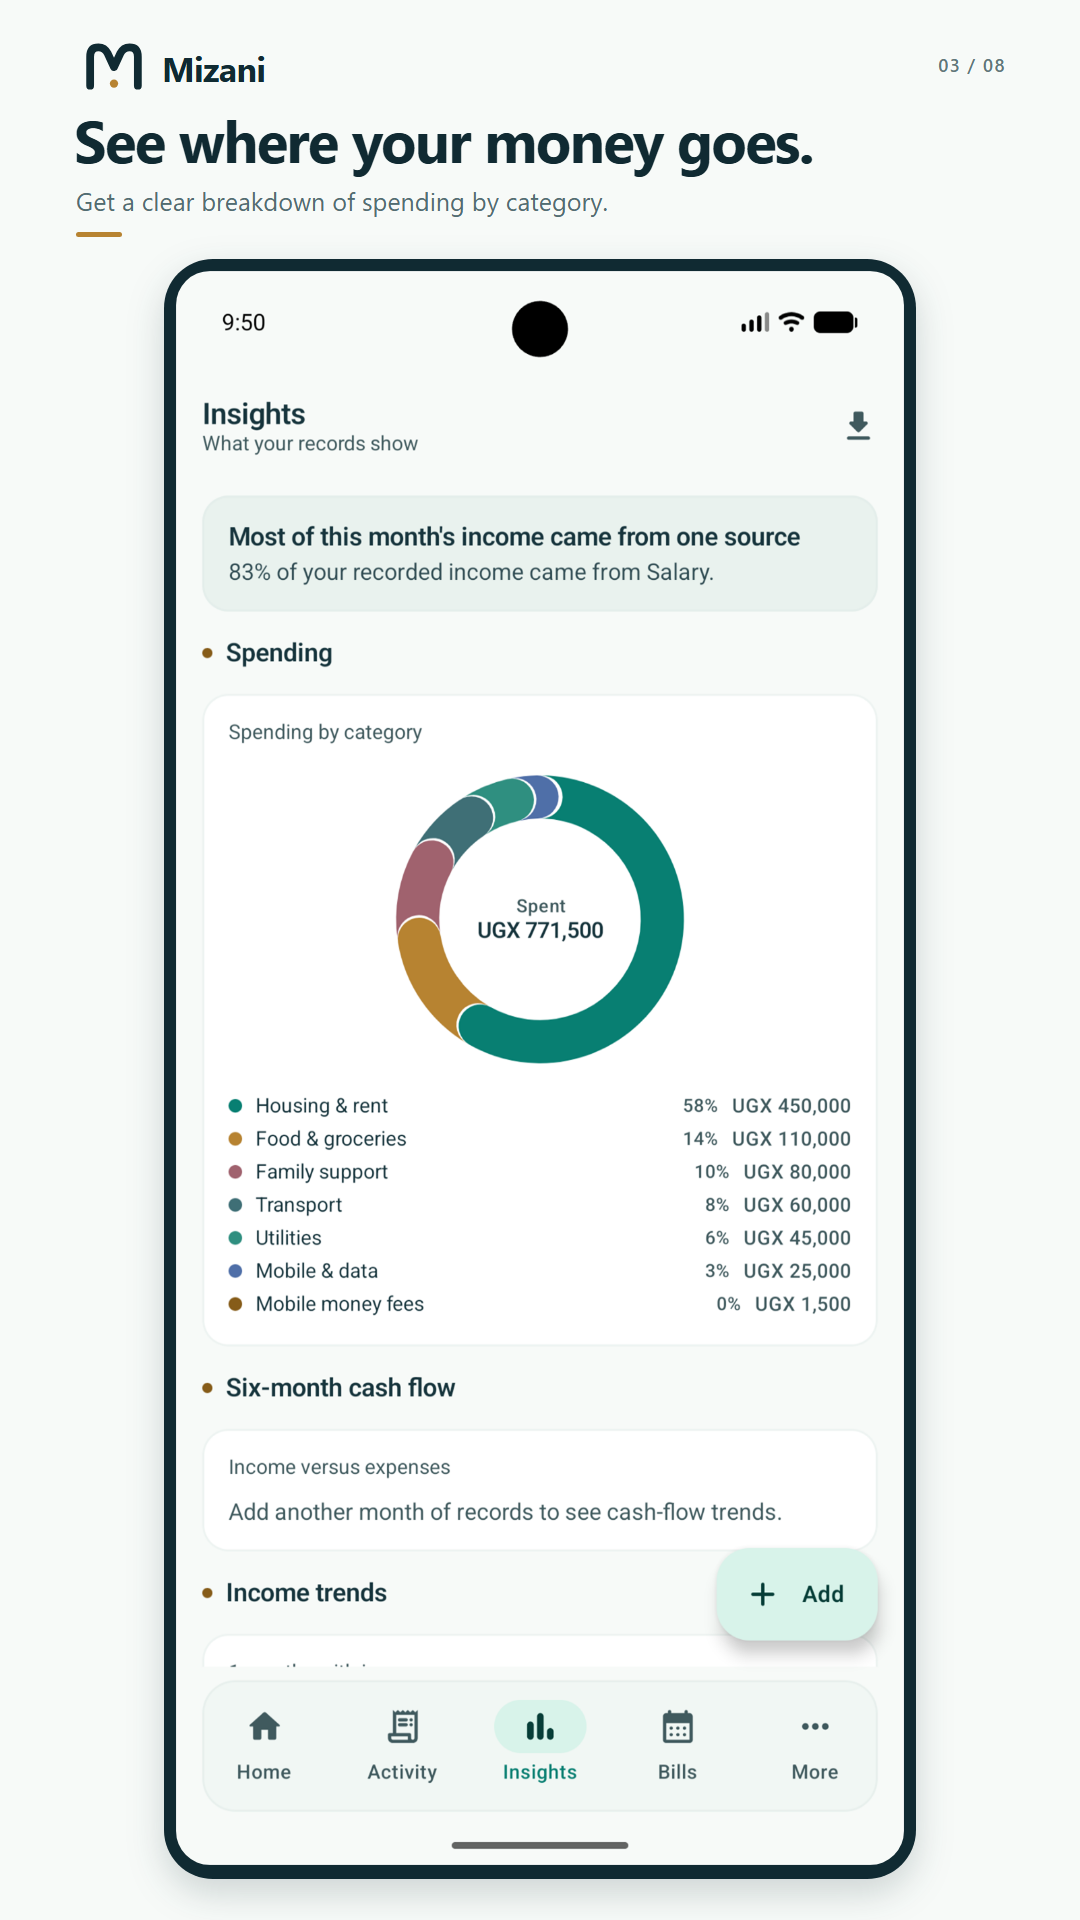 Mizani
03 / 08
See where your money goes.
Get a clear breakdown of spending by category.
9:50
Insights
What your records show
Most of this month's income came from one source
83% of your recorded income came from Salary.
Spending
Spending by category
Spent
UGX 771,500
Housing & rent 58% UGX 450,000
Food & groceries 14% UGX 110,000
Family support 10% UGX 80,000
Transport 8% UGX 60,000
Utilities 6% UGX 45,000
Mobile & data 3% UGX 25,000
Mobile money fees 0% UGX 1,500
Six-month cash flow
Income versus expenses
Add another month of records to see cash-flow trends.
Income trends
Add
Home Activity Insights Bills More